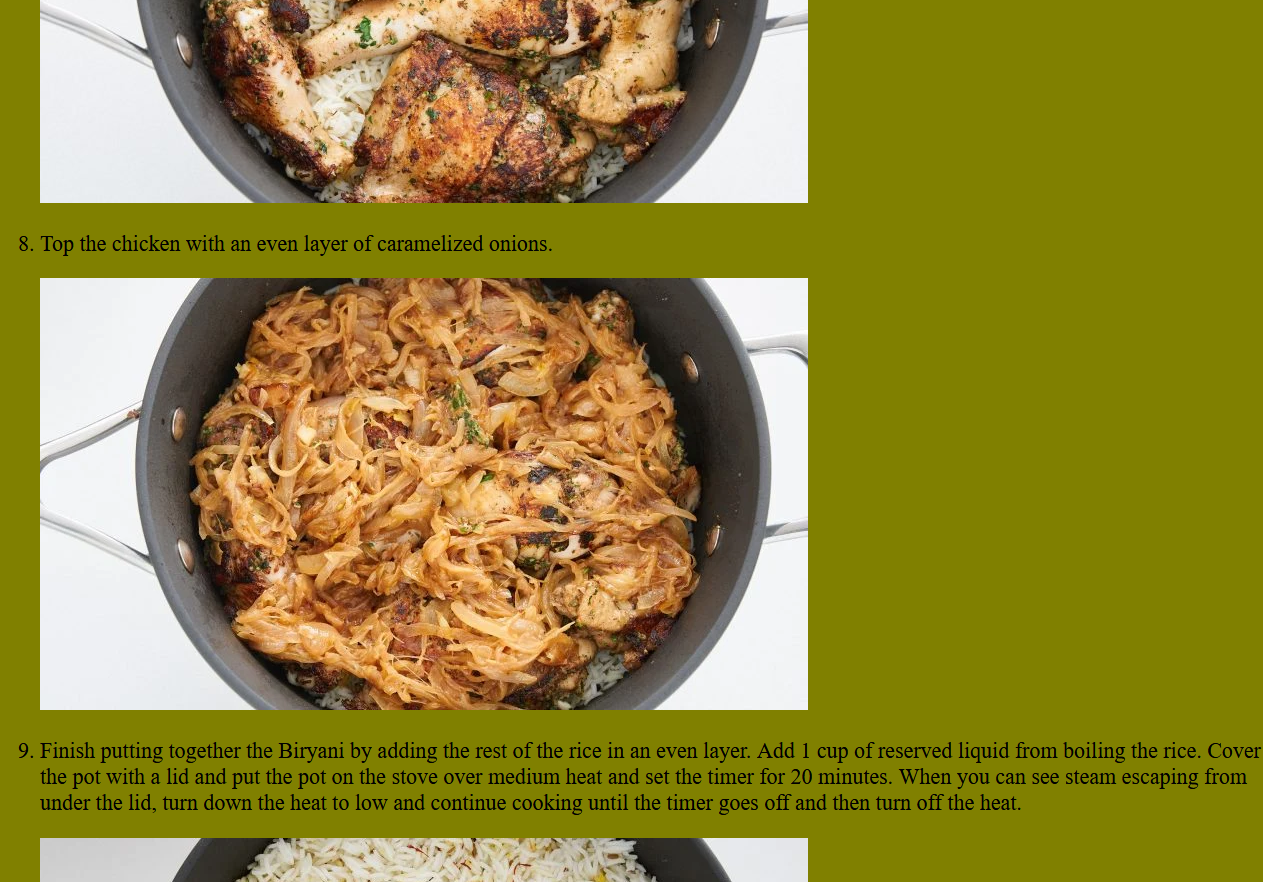 8. Top the chicken with an even layer of caramelized onions.
9. Finish putting together the Biryani by adding the rest of the rice in an even layer. Add 1 cup of reserved liquid from boiling the rice. Cover
the pot with a lid and put the pot on the stove over medium heat and set the timer for 20 minutes. When you can see steam escaping from
under the lid, turn down the heat to low and continue cooking until the timer goes off and then turn off the heat.